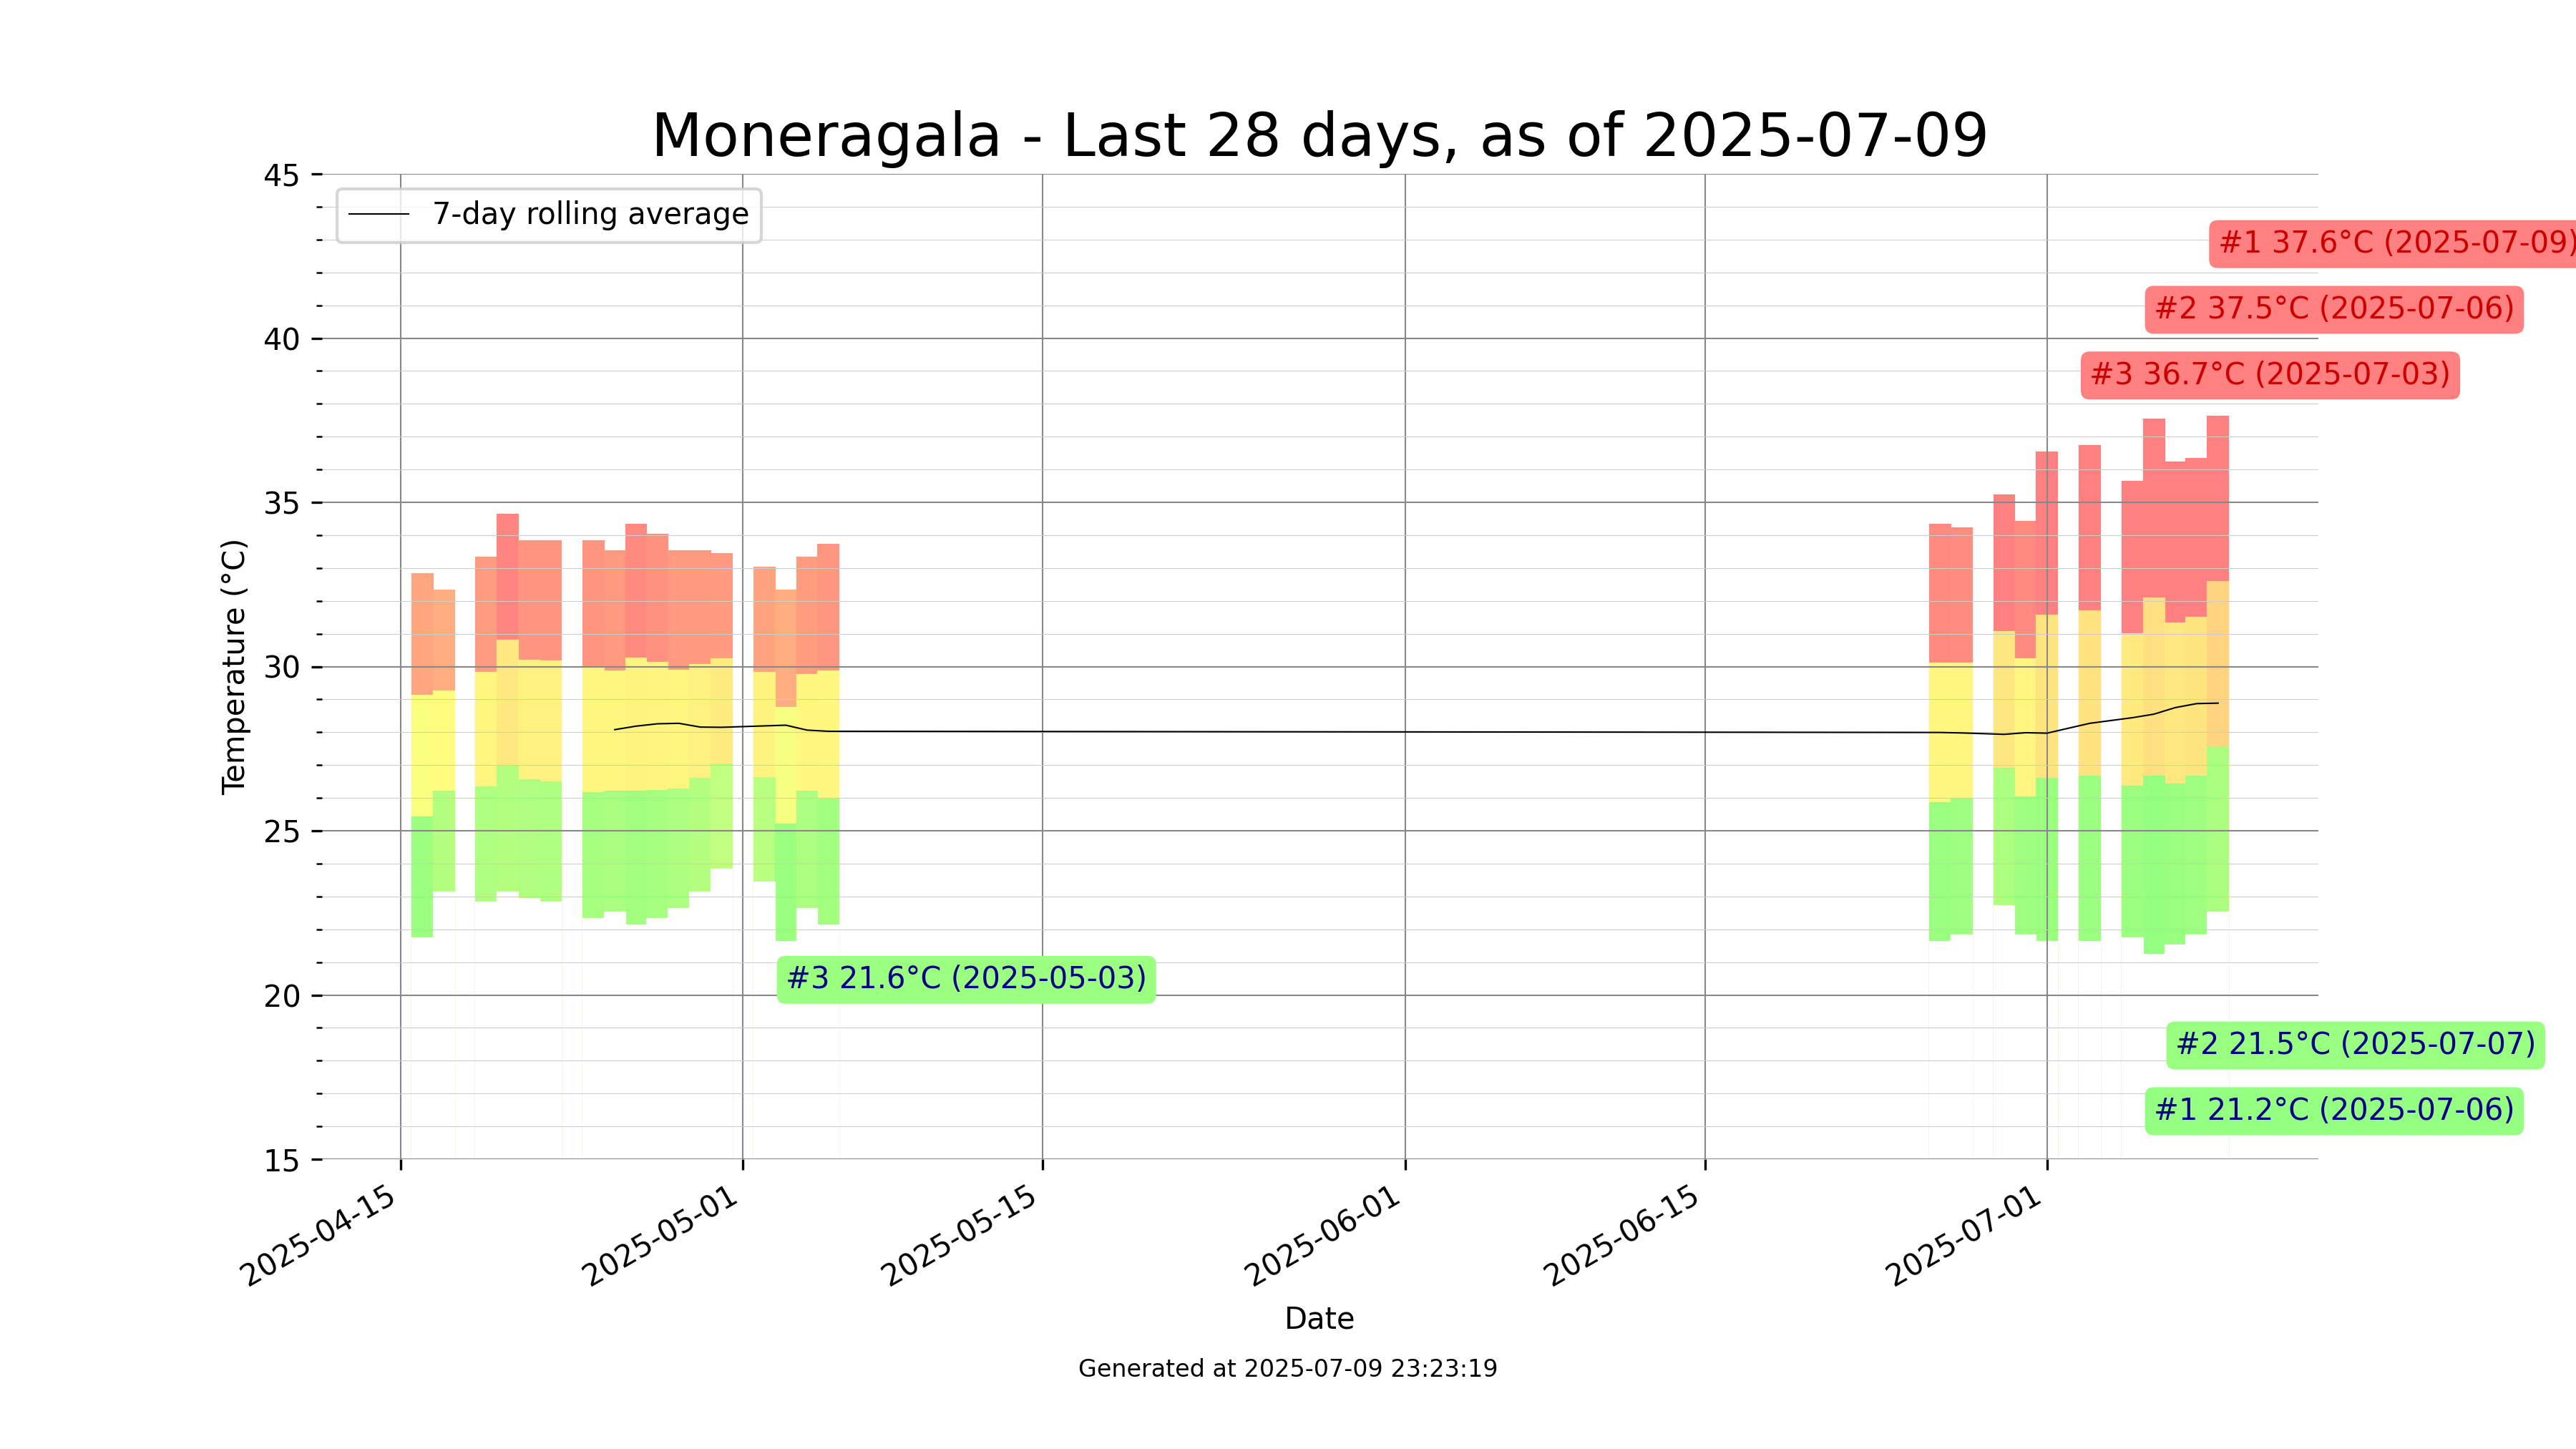 Moneragala - Last 28 days, as of 2025-07-09
45
40
35
30
25
20
15
Temperature (°C)
7-day rolling average
#1 37.6°C (2025-07-09)
#2 37.5°C (2025-07-06)
#3 36.7°C (2025-07-03)
#3 21.6°C (2025-05-03)
#2 21.5°C (2025-07-07)
#1 21.2°C (2025-07-06)
2025-04-15
2025-05-01
2025-05-15
2025-06-01
2025-06-15
2025-07-01
Date
Generated at 2025-07-09 23:23:19